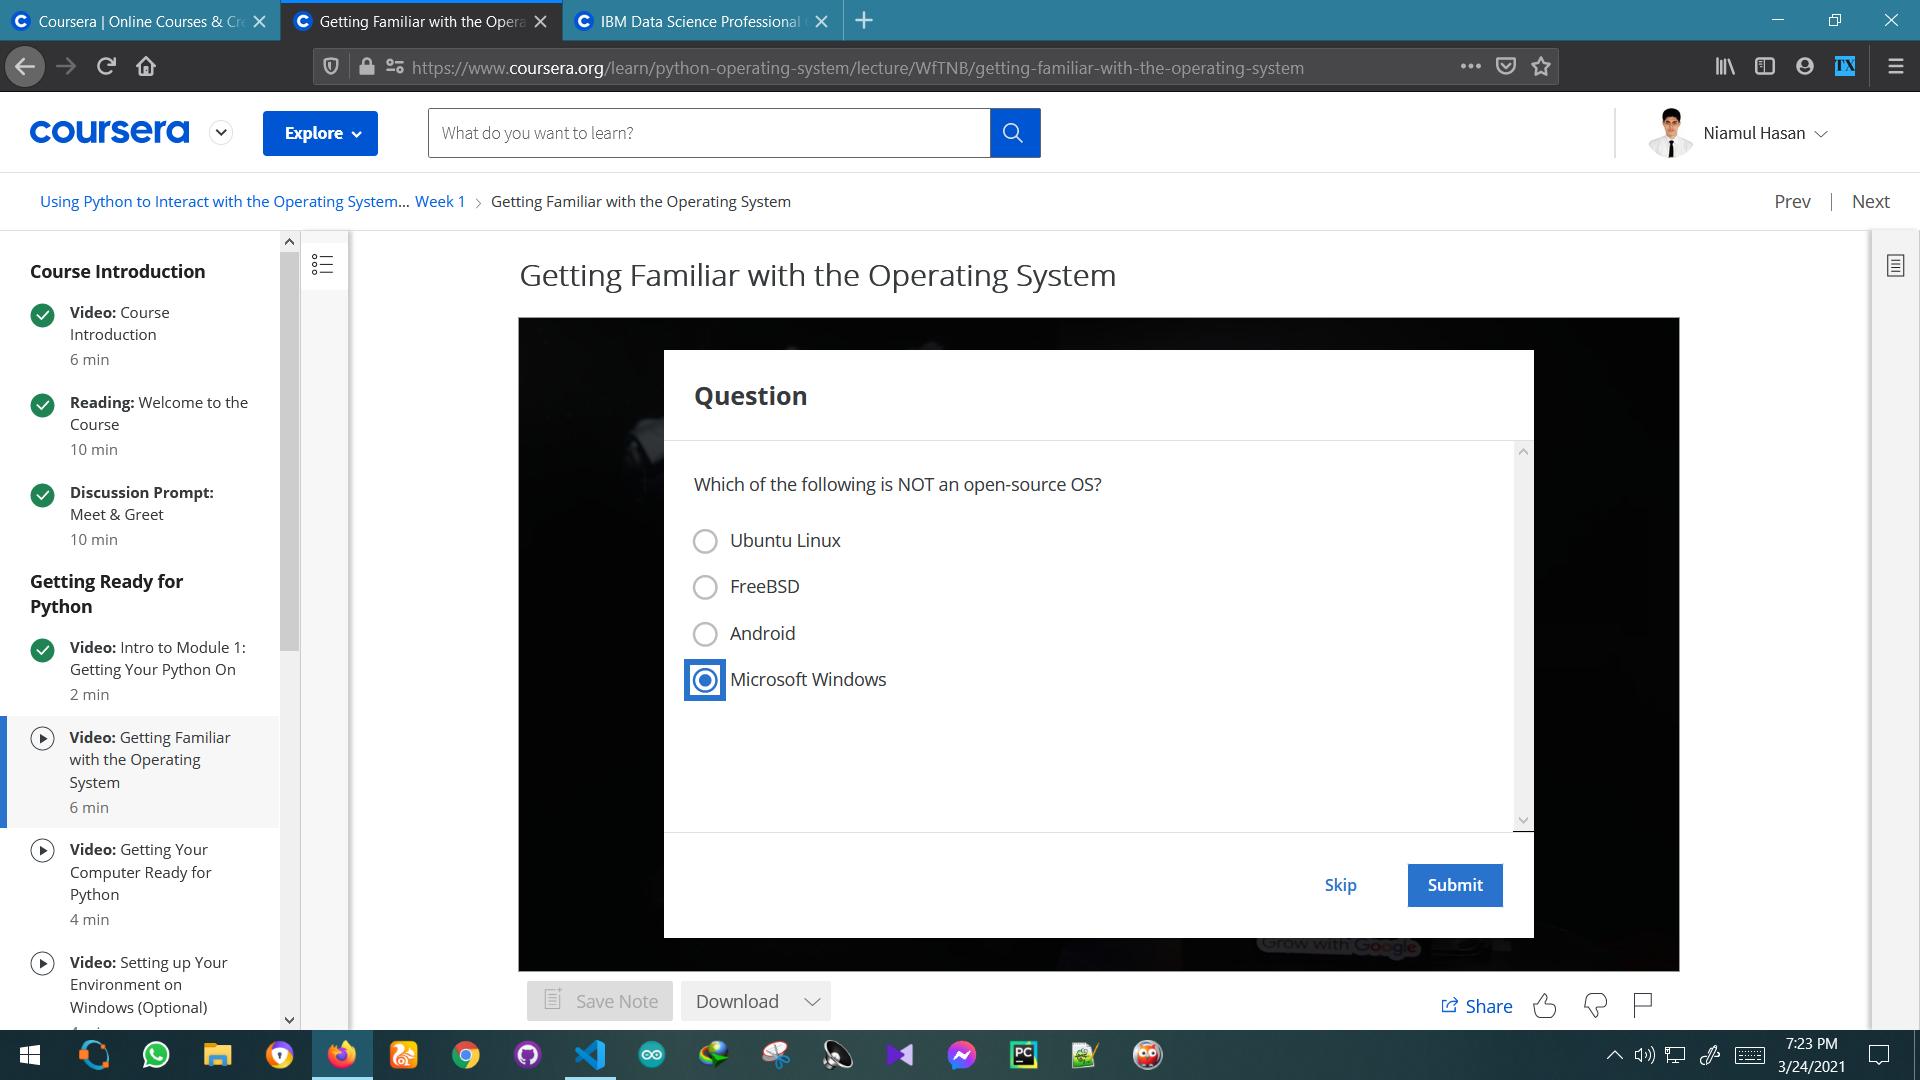 Coursera | Online Courses & Cre
Getting Familiar with the Opera
IBM Data Science Professional
https://www.coursera.org/learn/python-operating-system/lecture/WfTNB/getting-familiar-with-the-operating-system
TX
coursera
Explore
What do you want to learn?
Niamul Hasan
Using Python to Interact with the Operating System... Week 1 > Getting Familiar with the Operating System
Prev | Next
Course Introduction
Video: Course
Introduction
6 min
Reading: Welcome to the
Course
10 min
Discussion Prompt:
Meet & Greet
10 min
Getting Ready for
Python
Video: Intro to Module 1:
Getting Your Python On
2 min
Video: Getting Familiar
with the Operating
System
6 min
Video: Getting Your
Computer Ready for
Python
4 min
Video: Setting up Your
Environment on
Windows (Optional)
Getting Familiar with the Operating System
Question
Which of the following is NOT an open-source OS?
Ubuntu Linux
FreeBSD
Android
Microsoft Windows
Skip
Submit
Grow with Google
Save Note
Download
Share
PC
7:23 PM
3/24/2021